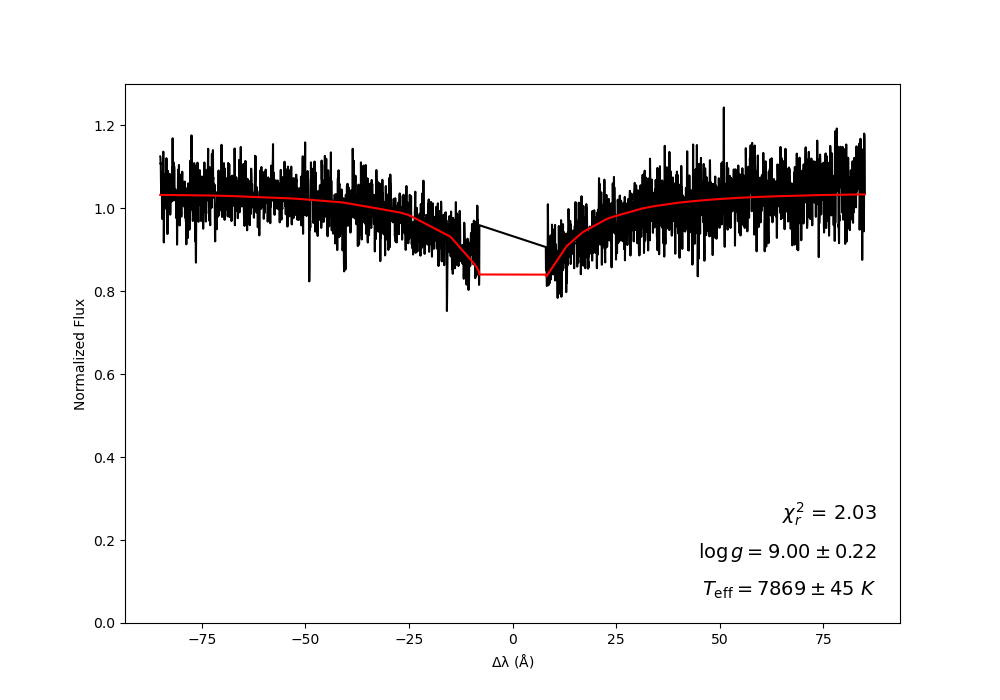 1.2
1.0
0.8
0.6
0.4
0.2
0.0
Normalized Flux
χ²ᵣ = 2.03
log g = 9.00 ± 0.22
T_eff = 7869 ± 45 K
−75 −50 −25 0 25 50 75
Δλ (Å)